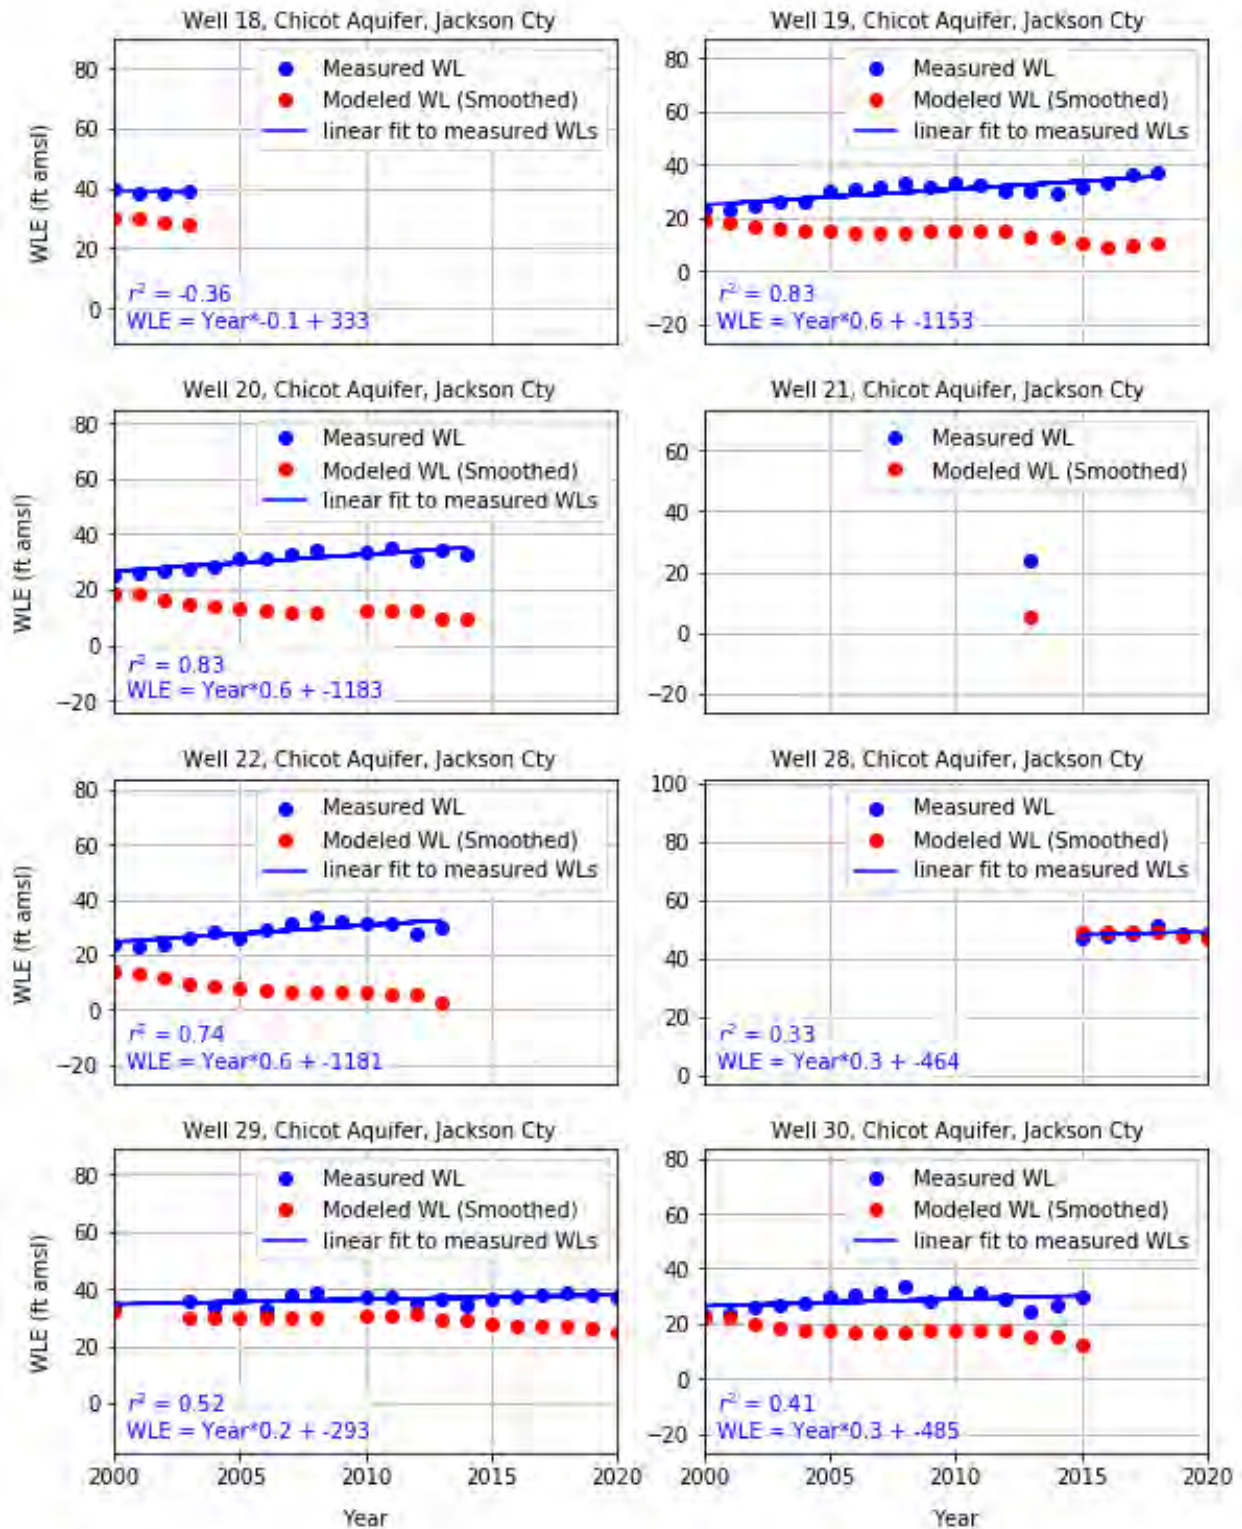 Well 18, Chicot Aquifer, Jackson Cty
80
60
40
20
0
WLE (ft amsl)
Measured WL
Modeled WL (Smoothed)
linear fit to measured WLs
r² = -0.36
WLE = Year*-0.1 + 333
Well 19, Chicot Aquifer, Jackson Cty
80
60
40
20
0
−20
Measured WL
Modeled WL (Smoothed)
linear fit to measured WLs
r² = 0.83
WLE = Year*0.6 + -1153
Well 20, Chicot Aquifer, Jackson Cty
80
60
40
20
0
−20
WLE (ft amsl)
Measured WL
Modeled WL (Smoothed)
linear fit to measured WLs
r² = 0.83
WLE = Year*0.6 + -1183
Well 21, Chicot Aquifer, Jackson Cty
60
40
20
0
−20
Measured WL
Modeled WL (Smoothed)
Well 22, Chicot Aquifer, Jackson Cty
80
60
40
20
0
−20
WLE (ft amsl)
Measured WL
Modeled WL (Smoothed)
linear fit to measured WLs
r² = 0.74
WLE = Year*0.6 + -1181
Well 28, Chicot Aquifer, Jackson Cty
100
80
60
40
20
0
Measured WL
Modeled WL (Smoothed)
linear fit to measured WLs
r² = 0.33
WLE = Year*0.3 + -464
Well 29, Chicot Aquifer, Jackson Cty
80
60
40
20
0
WLE (ft amsl)
Measured WL
Modeled WL (Smoothed)
linear fit to measured WLs
r² = 0.52
WLE = Year*0.2 + -293
2000 2005 2010 2015 2020
Year
Well 30, Chicot Aquifer, Jackson Cty
80
60
40
20
0
−20
Measured WL
Modeled WL (Smoothed)
linear fit to measured WLs
r² = 0.41
WLE = Year*0.3 + -485
2000 2005 2010 2015 2020
Year